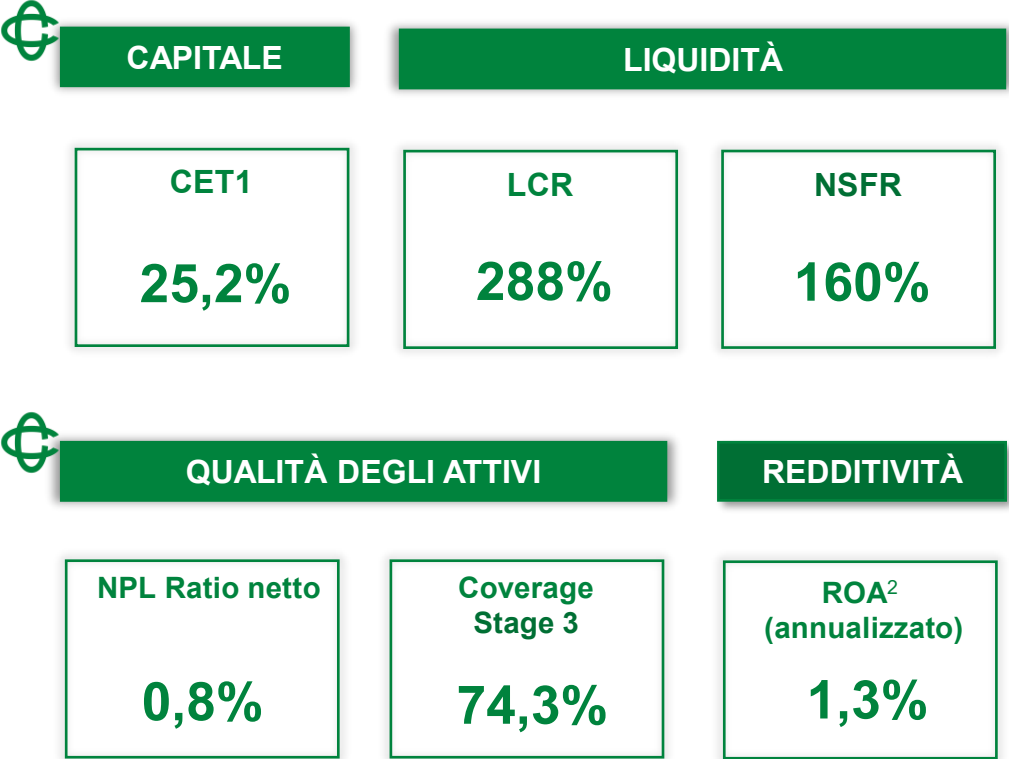 CAPITALE
LIQUIDITÀ
CET1
25,2%
LCR
288%
NSFR
160%
QUALITÀ DEGLI ATTIVI
REDDITIVITÀ
NPL Ratio netto
0,8%
Coverage
Stage 3
74,3%
ROA²
(annualizzato)
1,3%